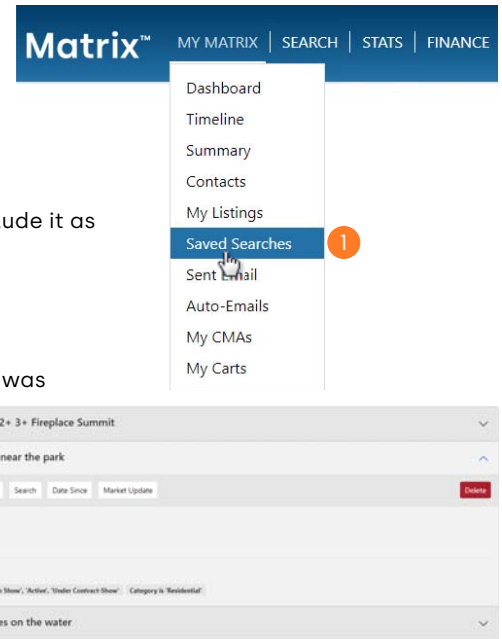 Matrix™ MY MATRIX | SEARCH | STATS | FINANCE
Dashboard
Timeline
Summary
Contacts
My Listings
ude it as
Saved Searches 1
Sent Email
Auto-Emails
My CMAs
My Carts
was
2+ 3+ Fireplace Summit
near the park
Search Date Since Market Update Delete
Show', 'Active', 'Under Contract Show' Category is 'Residential'
es on the water